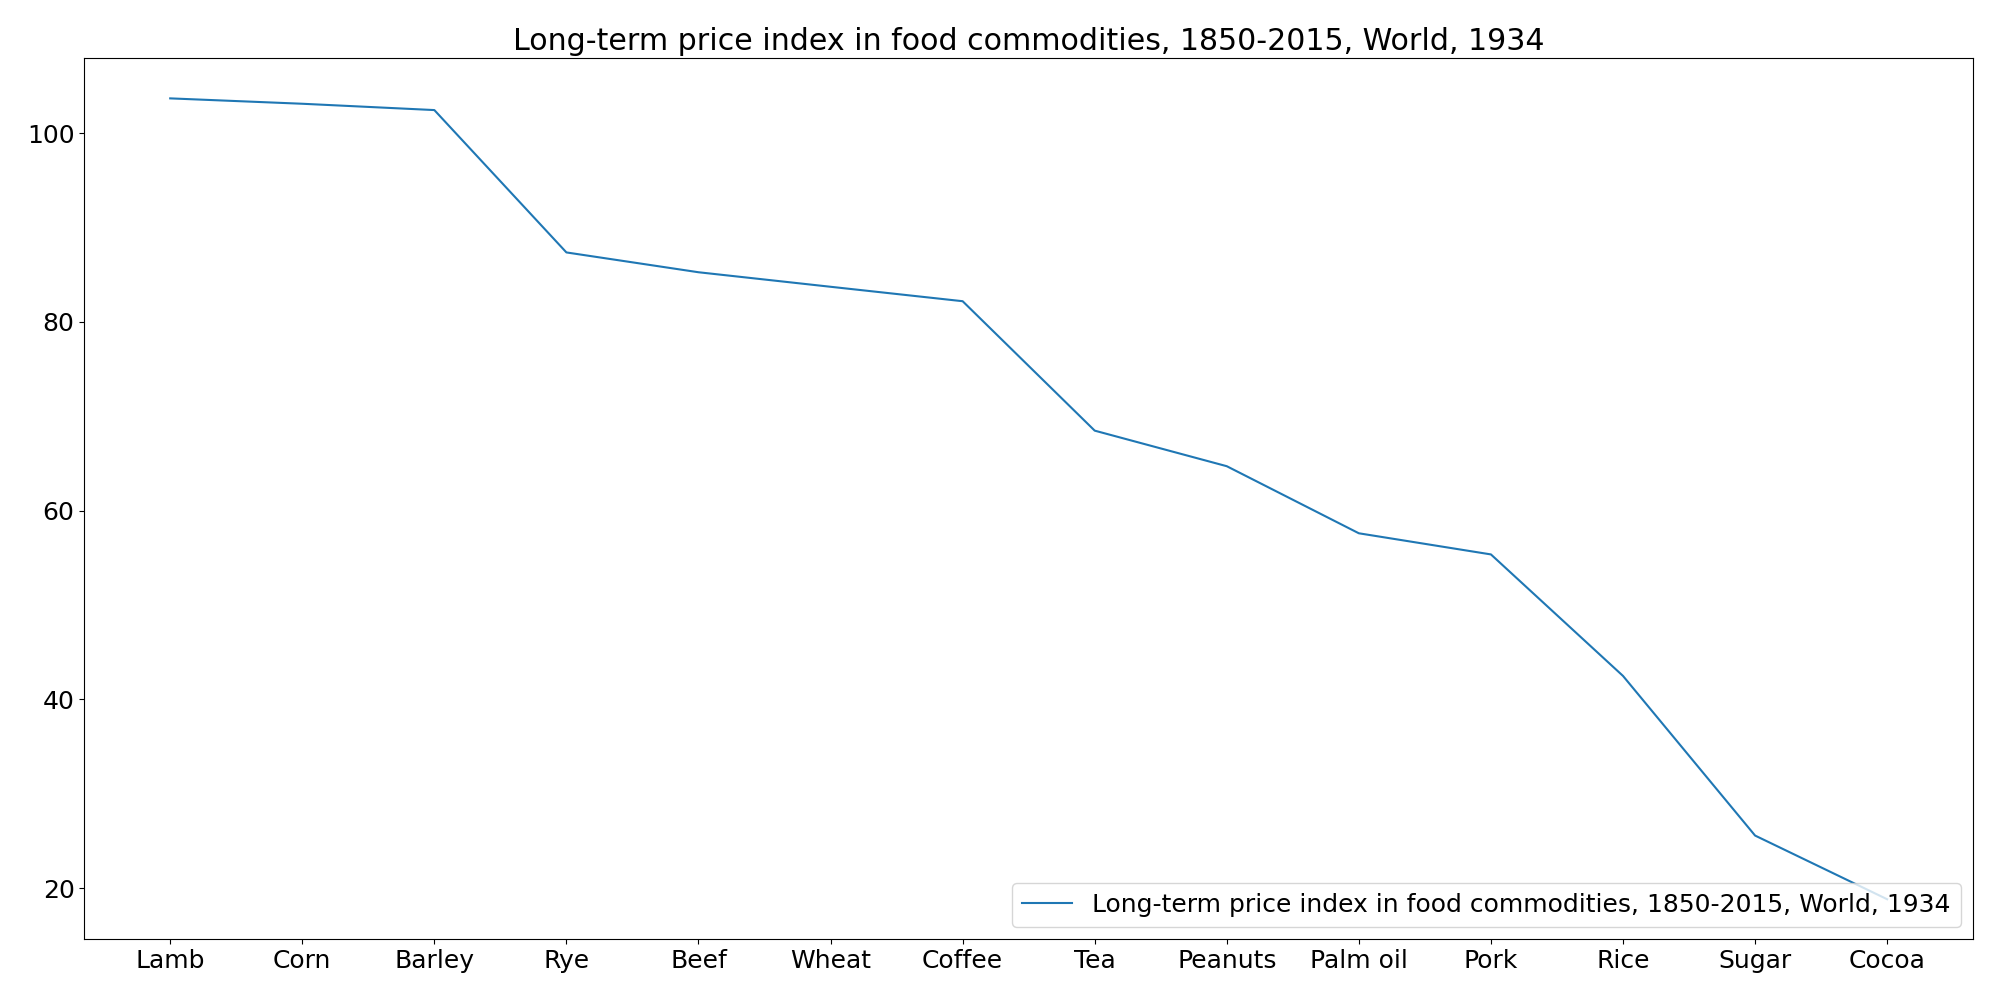 Long-term price index in food commodities, 1850-2015, World, 1934
100
80
60
40
20
Long-term price index in food commodities, 1850-2015, World, 1934
Lamb Corn Barley Rye Beef Wheat Coffee Tea Peanuts Palm oil Pork Rice Sugar Cocoa